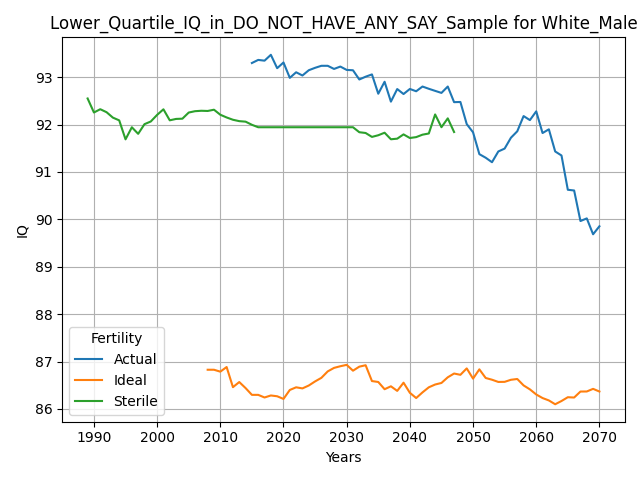 Lower_Quartile_IQ_in_DO_NOT_HAVE_ANY_SAY_Sample for White_Male
IQ
93
92
91
90
89
88
87
86
Fertility
Actual
Ideal
Sterile
1990 2000 2010 2020 2030 2040 2050 2060 2070
Years